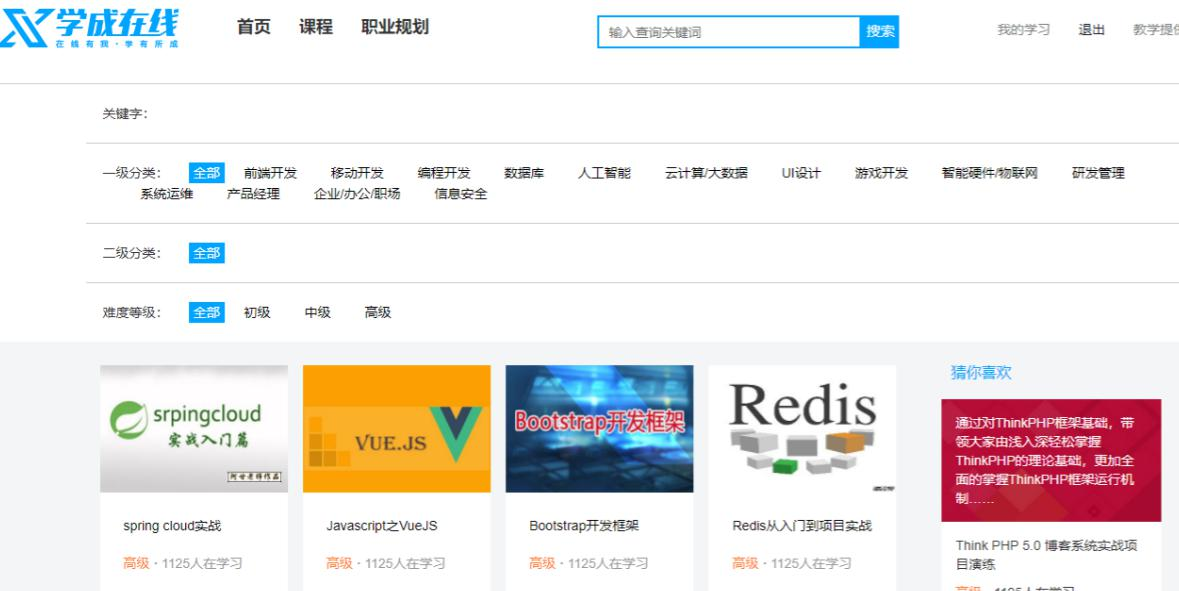 学成在线
在线有我·学有所成
首页 课程 职业规划
输入查询关键词 搜索
我的学习 退出 教学提
关键字：
一级分类： 全部 前端开发 移动开发 编程开发 数据库 人工智能 云计算/大数据 UI设计 游戏开发 智能硬件/物联网 研发管理
系统运维 产品经理 企业/办公/职场 信息安全
二级分类： 全部
难度等级： 全部 初级 中级 高级
srpingcloud
实战入门篇
VUE.JS
Bootstrap开发框架
Redis
spring cloud实战
高级 · 1125人在学习
Javascript之VueJS
高级 · 1125人在学习
Bootstrap开发框架
高级 · 1125人在学习
Redis从入门到项目实战
高级 · 1125人在学习
猜你喜欢
通过对ThinkPHP框架基础，带
领大家由浅入深轻松掌握
ThinkPHP的理论基础，更加全
面的掌握ThinkPHP框架运行机
制……
Think PHP 5.0 博客系统实战项
目演练